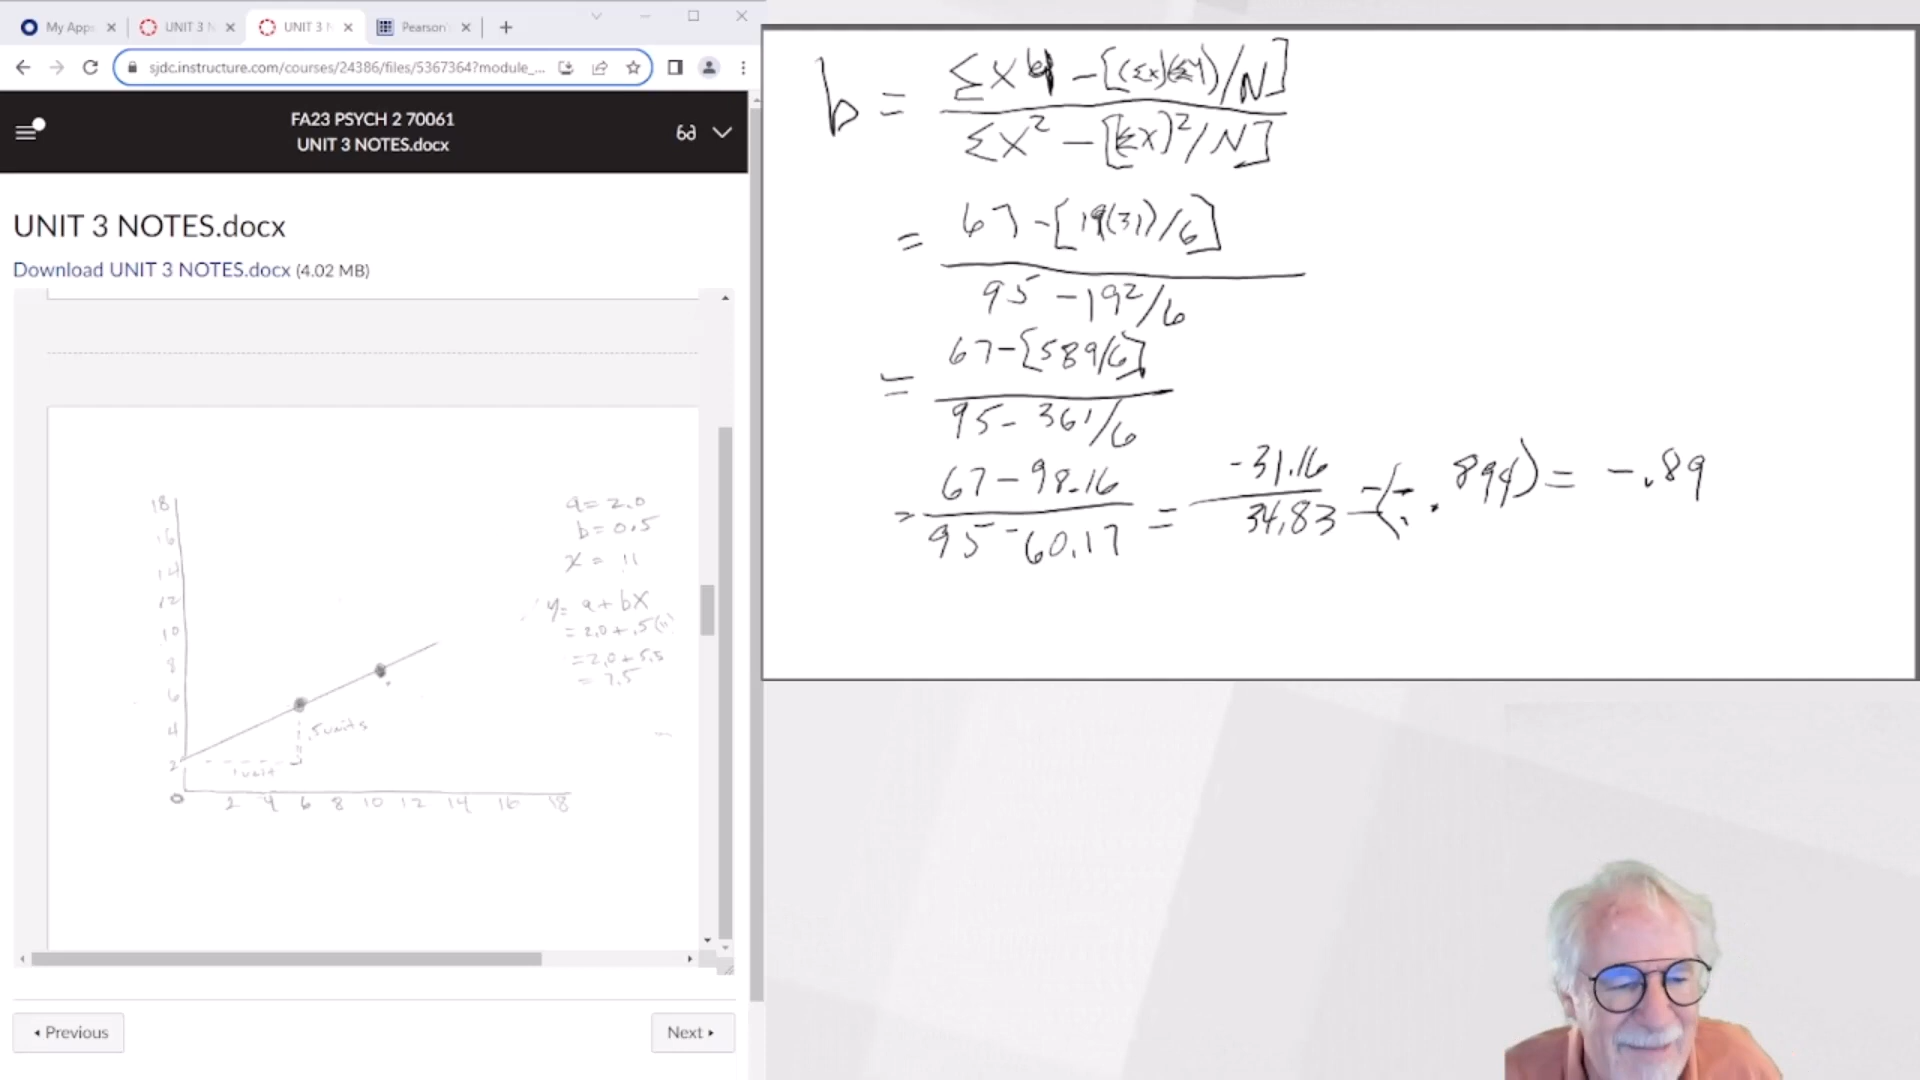 My Apps
UNIT 3 N
UNIT 3 N
Pearson'
sjdc.instructure.com/courses/24386/files/5367364?module_...
FA23 PSYCH 2 70061
UNIT 3 NOTES.docx
UNIT 3 NOTES.docx
Download UNIT 3 NOTES.docx (4.02 MB)
18
16
14
12
10
8
6
4
2
0
2 4 6 8 10 12 14 16 18
.5 units
1 unit
a = 2.0
b = 0.5
x = 11
y = a + bX
= 2.0 + .5(11)
= 2.0 + 5.5
= 7.5
Previous
Next
b = ΣXY - [(ΣX)(ΣY)/N]
ΣX² - [(ΣX)²/N]
= 67 - [19(31)/6]
95 - 19²/6
= 67 - [589/6]
95 - 361/6
= 67 - 98.16
95 - 60.17
= -31.16
34.83
= (-.894) = -.89